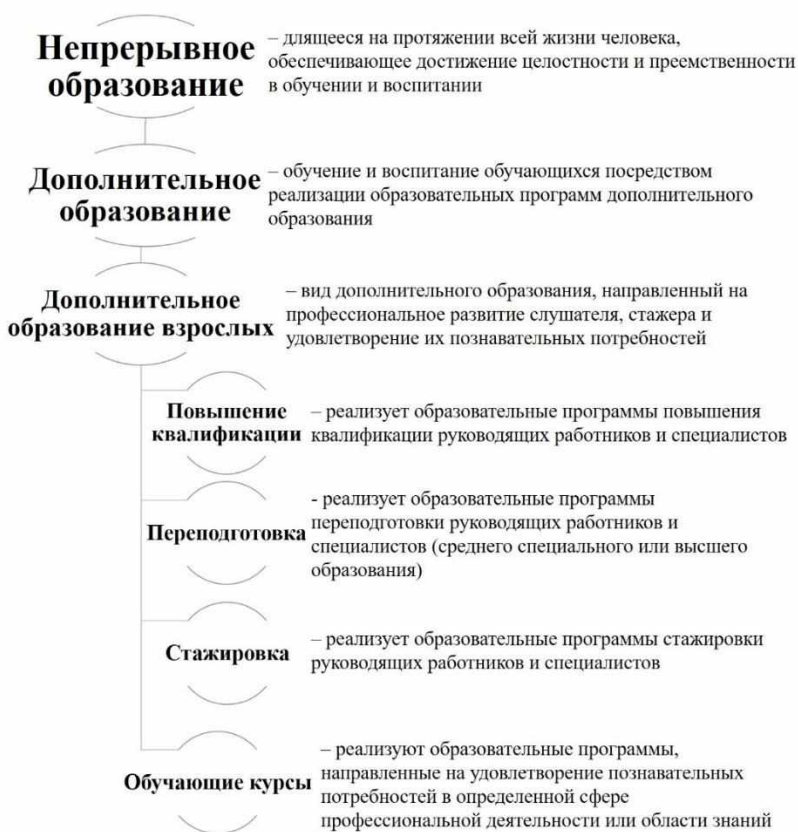 Непрерывное
образование
– длящееся на протяжении всей жизни человека,
обеспечивающее достижение целостности и преемственности
в обучении и воспитании
Дополнительное
образование
– обучение и воспитание обучающихся посредством
реализации образовательных программ дополнительного
образования
Дополнительное
образование взрослых
– вид дополнительного образования, направленный на
профессиональное развитие слушателя, стажера и
удовлетворение их познавательных потребностей
Повышение
квалификации
– реализует образовательные программы повышения
квалификации руководящих работников и специалистов
Переподготовка
- реализует образовательные программы
переподготовки руководящих работников и
специалистов (среднего специального или высшего
образования)
Стажировка
– реализует образовательные программы стажировки
руководящих работников и специалистов
Обучающие курсы
– реализуют образовательные программы,
направленные на удовлетворение познавательных
потребностей в определенной сфере
профессиональной деятельности или области знаний